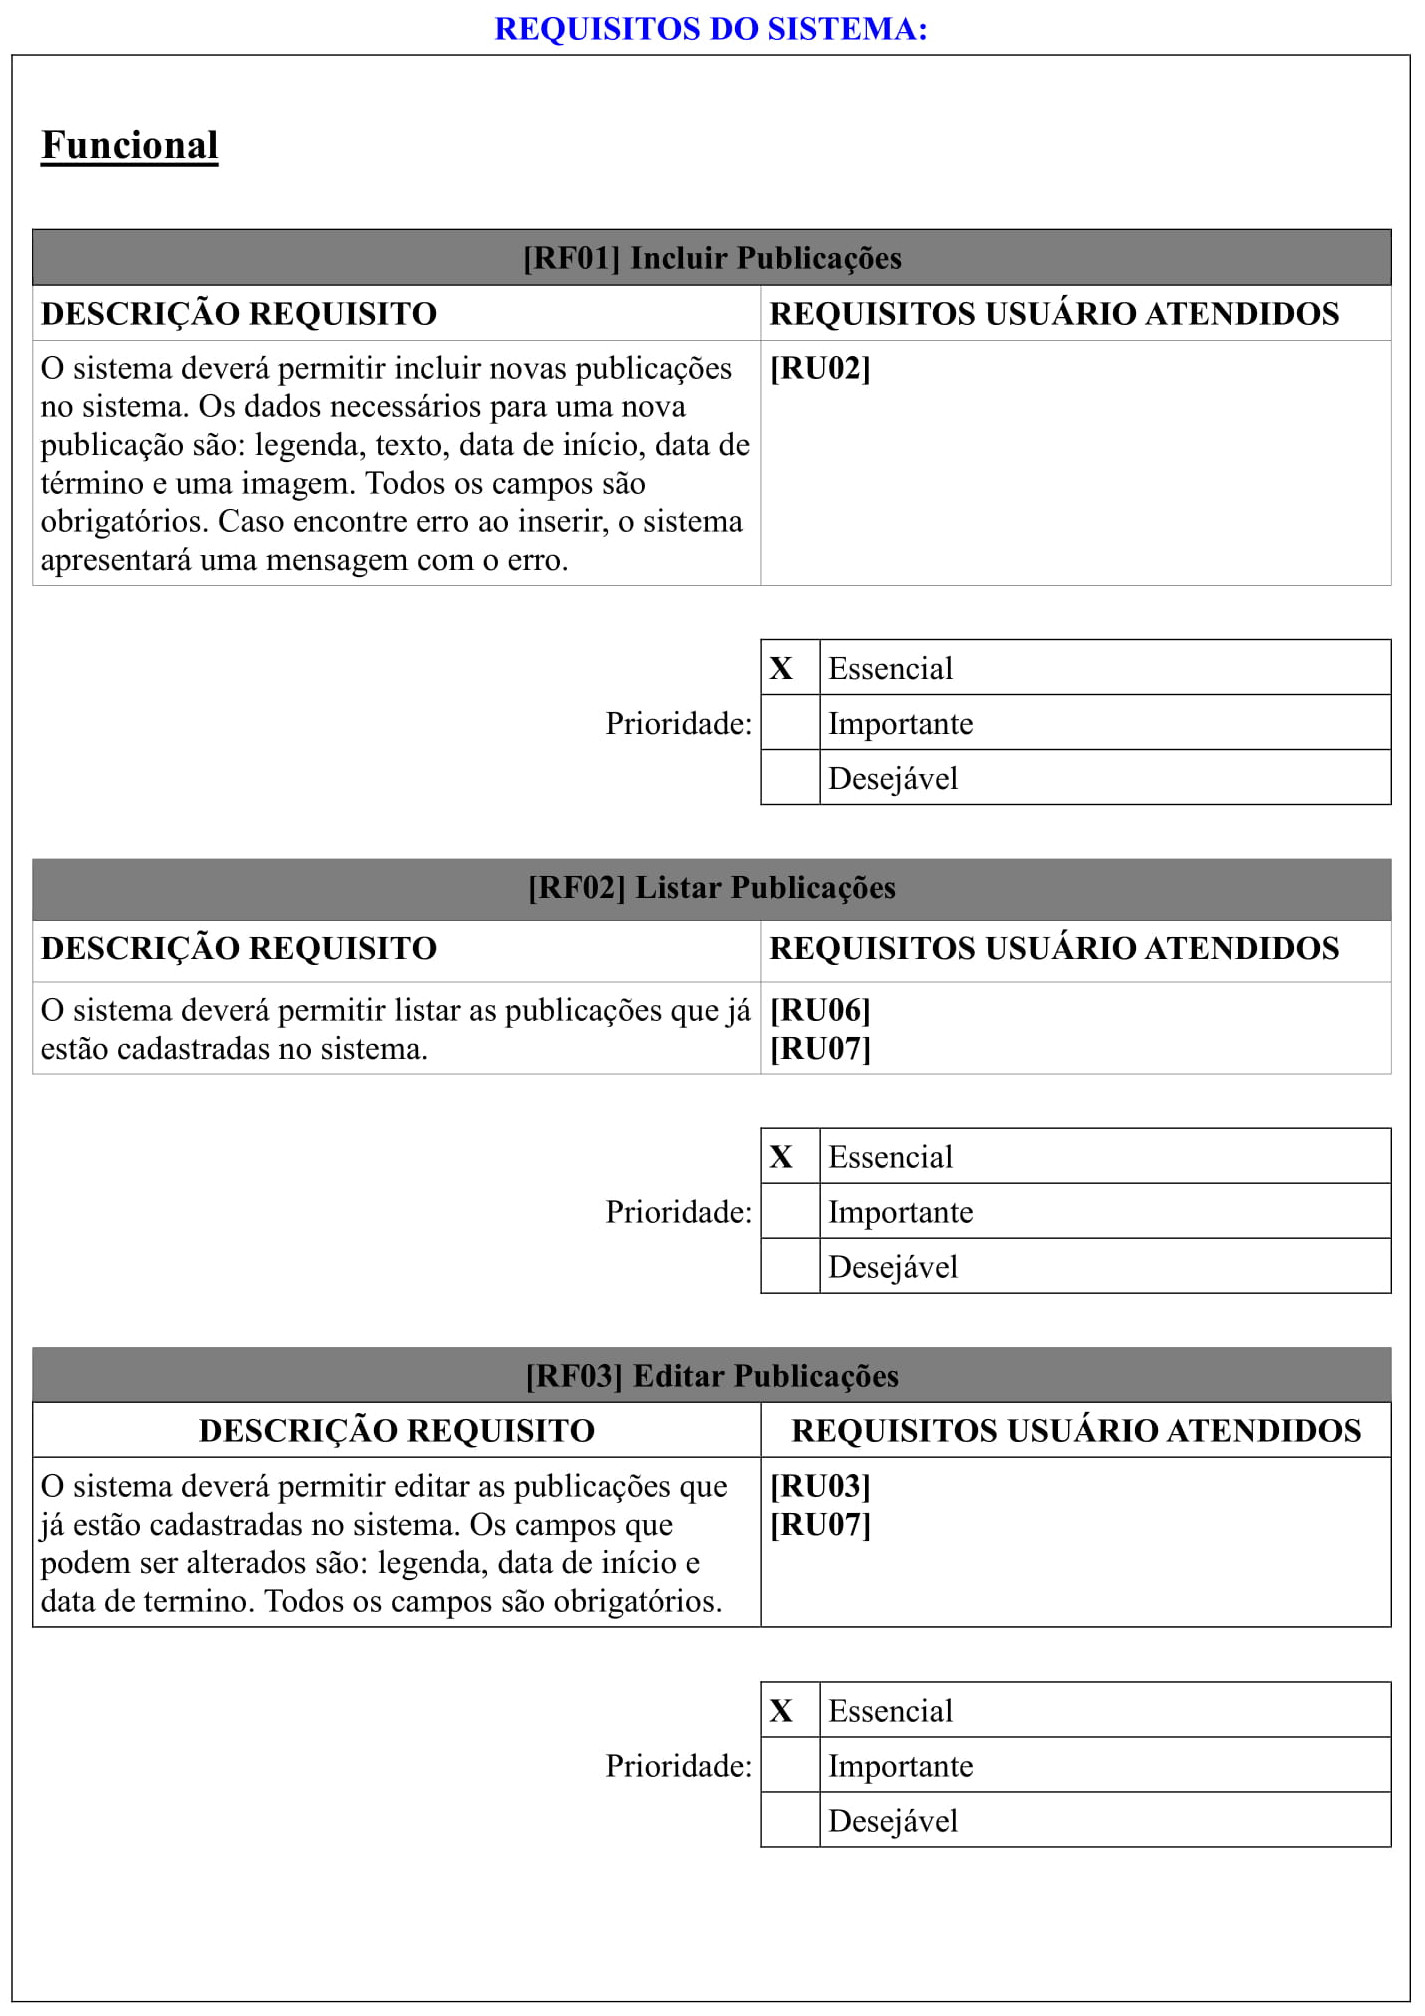 REQUISITOS DO SISTEMA:
Funcional
[RF01] Incluir Publicações
DESCRIÇÃO REQUISITO
REQUISITOS USUÁRIO ATENDIDOS
O sistema deverá permitir incluir novas publicações
no sistema. Os dados necessários para uma nova
publicação são: legenda, texto, data de início, data de
término e uma imagem. Todos os campos são
obrigatórios. Caso encontre erro ao inserir, o sistema
apresentará uma mensagem com o erro.
[RU02]
Prioridade:
X Essencial
Importante
Desejável
[RF02] Listar Publicações
DESCRIÇÃO REQUISITO
REQUISITOS USUÁRIO ATENDIDOS
O sistema deverá permitir listar as publicações que já
estão cadastradas no sistema.
[RU06]
[RU07]
Prioridade:
X Essencial
Importante
Desejável
[RF03] Editar Publicações
DESCRIÇÃO REQUISITO
REQUISITOS USUÁRIO ATENDIDOS
O sistema deverá permitir editar as publicações que
já estão cadastradas no sistema. Os campos que
podem ser alterados são: legenda, data de início e
data de termino. Todos os campos são obrigatórios.
[RU03]
[RU07]
Prioridade:
X Essencial
Importante
Desejável